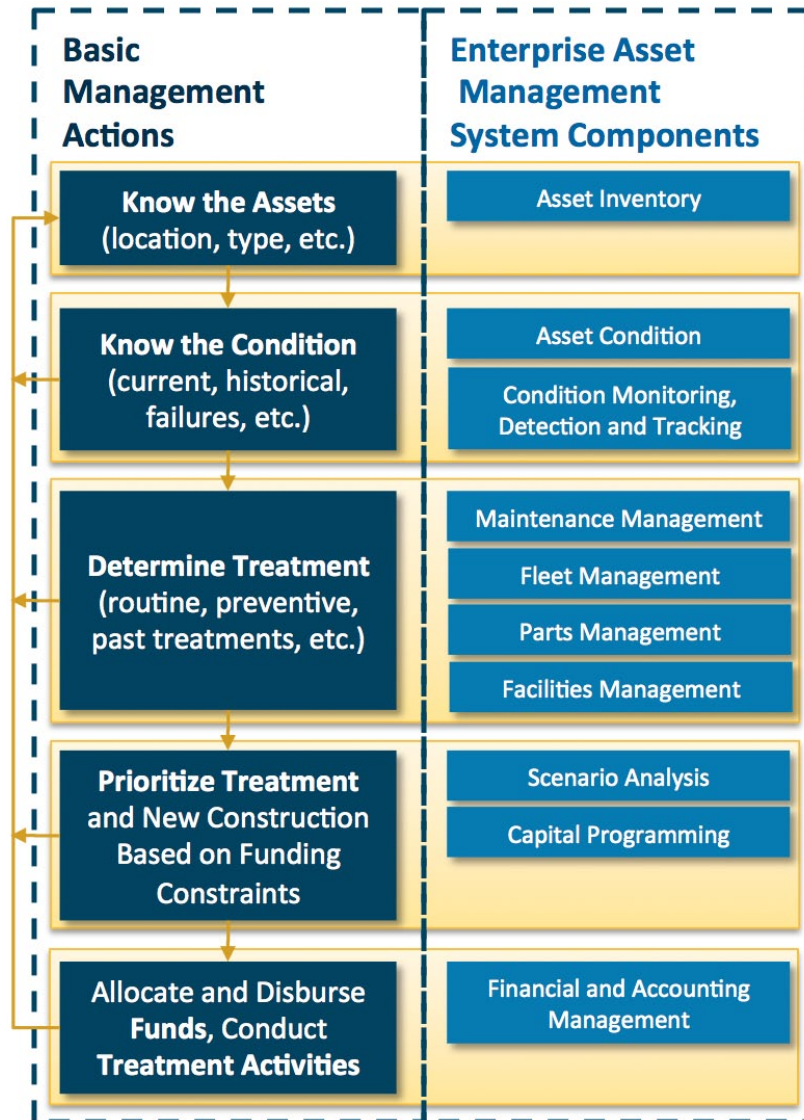 Basic
Management
Actions
Enterprise Asset
Management
System Components
Know the Assets
(location, type, etc.)
Asset Inventory
Know the Condition
(current, historical,
failures, etc.)
Asset Condition
Condition Monitoring,
Detection and Tracking
Determine Treatment
(routine, preventive,
past treatments, etc.)
Maintenance Management
Fleet Management
Parts Management
Facilities Management
Prioritize Treatment
and New Construction
Based on Funding
Constraints
Scenario Analysis
Capital Programming
Allocate and Disburse
Funds, Conduct
Treatment Activities
Financial and Accounting
Management